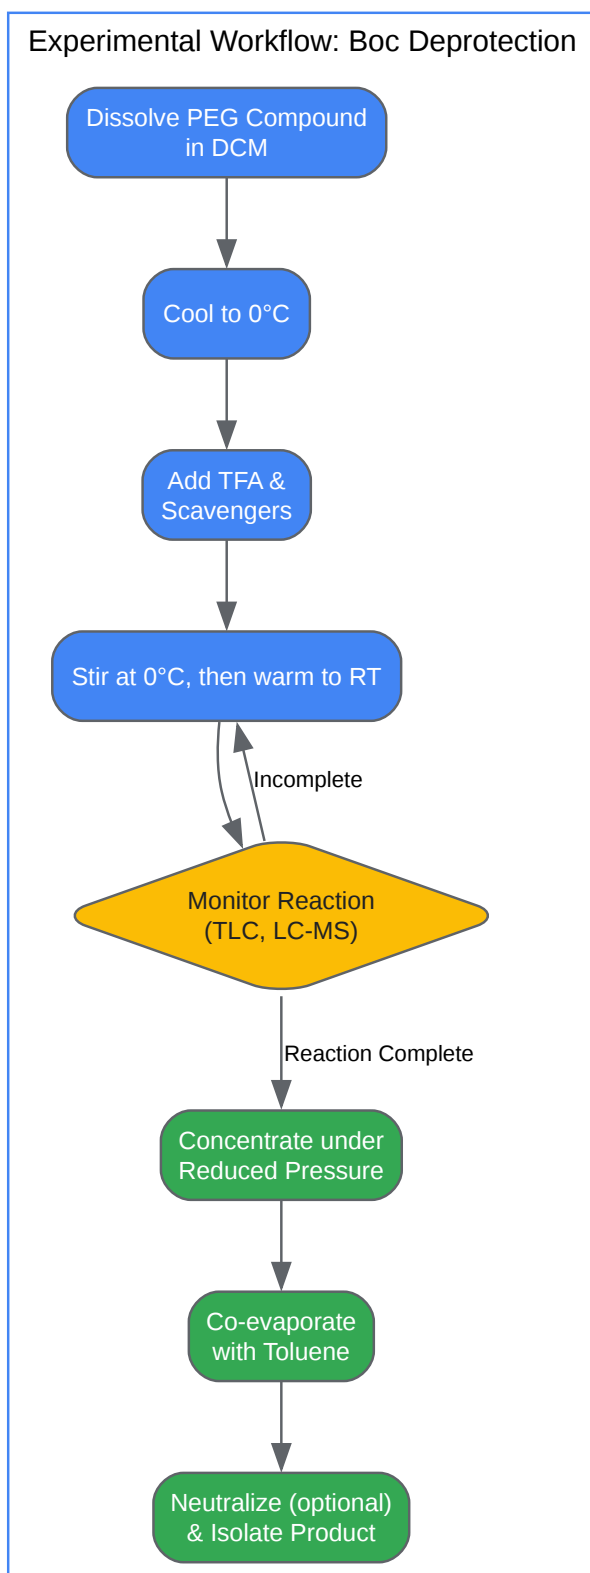 Experimental Workflow: Boc Deprotection
Dissolve PEG Compound
in DCM
Cool to 0°C
Add TFA &
Scavengers
Stir at 0°C, then warm to RT
Incomplete
Monitor Reaction
(TLC, LC-MS)
Reaction Complete
Concentrate under
Reduced Pressure
Co-evaporate
with Toluene
Neutralize (optional)
& Isolate Product